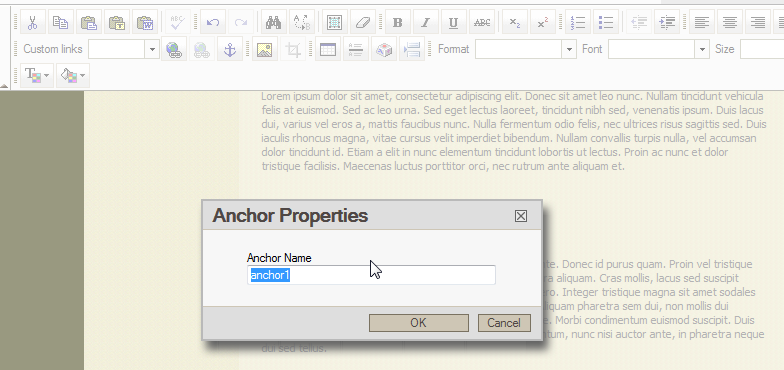 ABC
B I U ABC X₂ X²
Custom links Format Font Size
T
Lorem ipsum dolor sit amet, consectetur adipiscing elit. Donec sit amet leo nunc. Nullam tincidunt vehicula
felis at euismod. Sed ac leo urna. Sed eget lectus laoreet, tincidunt nibh sed, venenatis ipsum. Duis lacus
dui, varius vel eros a, mattis faucibus nunc. Nulla fermentum odio felis, nec ultrices risus sagittis sed. Duis
iaculis rhoncus magna, vitae cursus velit imperdiet bibendum. Nullam convallis turpis nulla, vel accumsan
dolor tincidunt id. Etiam a elit in nunc elementum tincidunt lobortis ut lectus. Proin ac nunc et dolor
tristique facilisis. Maecenas luctus porttitor orci, nec rutrum ante aliquam et.
Anchor Properties
Anchor Name
anchor1
OK Cancel
te. Donec id purus quam. Proin vel tristique
ra aliquam. Cras mollis, lacus sed suscipit
ro. Integer tristique magna sit amet sodales
iquam pharetra sem dui, non mollis dui
e. Morbi condimentum euismod suscipit. Duis
tum, nunc nisi auctor ante, in pharetra neque
dui sed tellus.